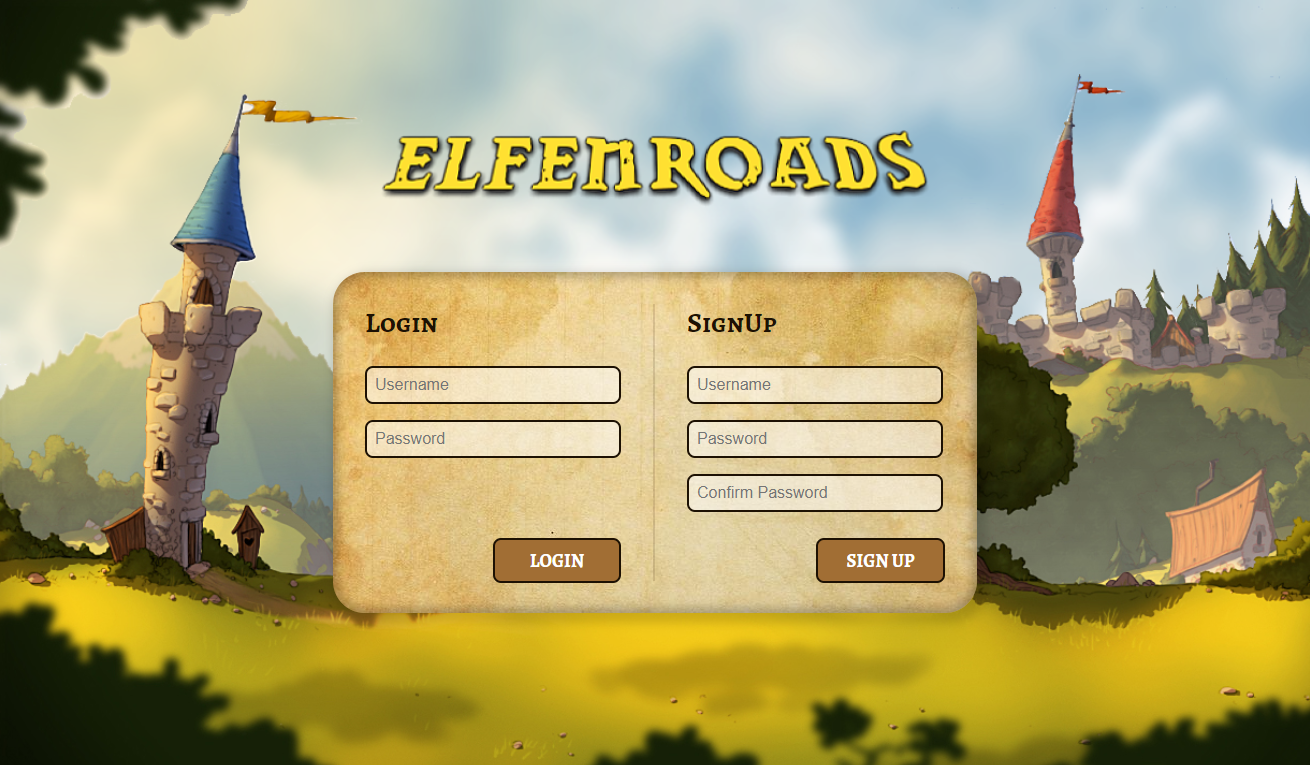 ELFENROADS
Login
Username
Password
LOGIN
SignUp
Username
Password
Confirm Password
SIGN UP